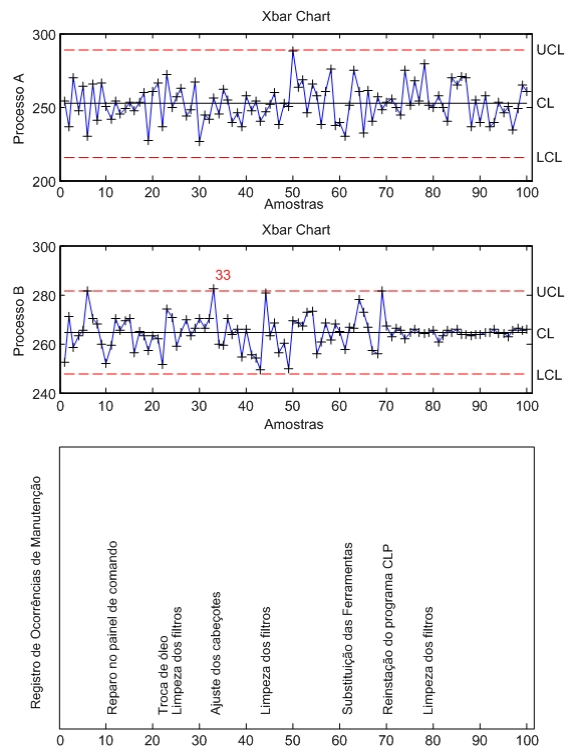 Xbar Chart
300
250
200
Processo A
UCL
CL
LCL
0 10 20 30 40 50 60 70 80 90 100
Amostras
Xbar Chart
300
280
260
240
Processo B
33
UCL
CL
LCL
0 10 20 30 40 50 60 70 80 90 100
Amostras
Registro de Ocorrências de Manutenção
Reparo no painel de comando
Troca de óleo
Limpeza dos filtros
Ajuste dos cabeçotes
Limpeza dos filtros
Substituição das Ferramentas
Reinstação do programa CLP
Limpeza dos filtros
0 10 20 30 40 50 60 70 80 90 100